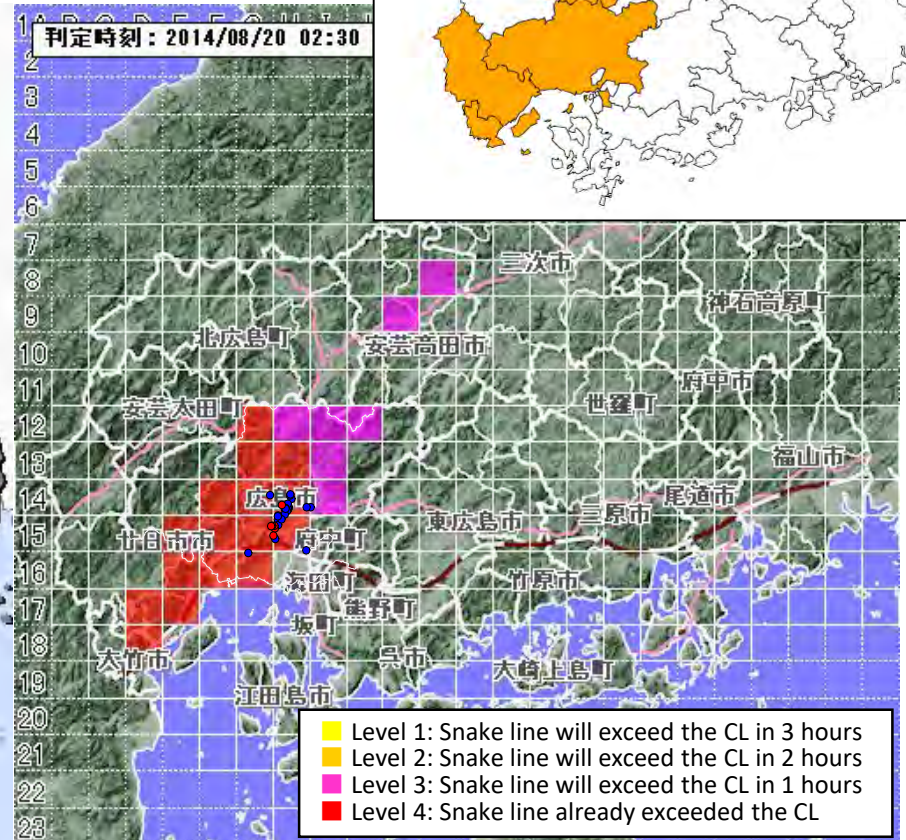 判定時刻:2014/08/20 02:30
1
2
3
4
5
6
7
8
9
10
11
12
13
14
15
16
17
18
19
20
21
22
23
三次市
神石高原町
北広島町
安芸高田市
府中市
安芸太田町
世羅町
福山市
広島市
尾道市
東広島市
三原市
廿日市市
府中町
海田町
竹原市
熊野町
坂町
呉市
大竹市
大崎上島町
江田島市
Level 1: Snake line will exceed the CL in 3 hours
Level 2: Snake line will exceed the CL in 2 hours
Level 3: Snake line will exceed the CL in 1 hours
Level 4: Snake line already exceeded the CL